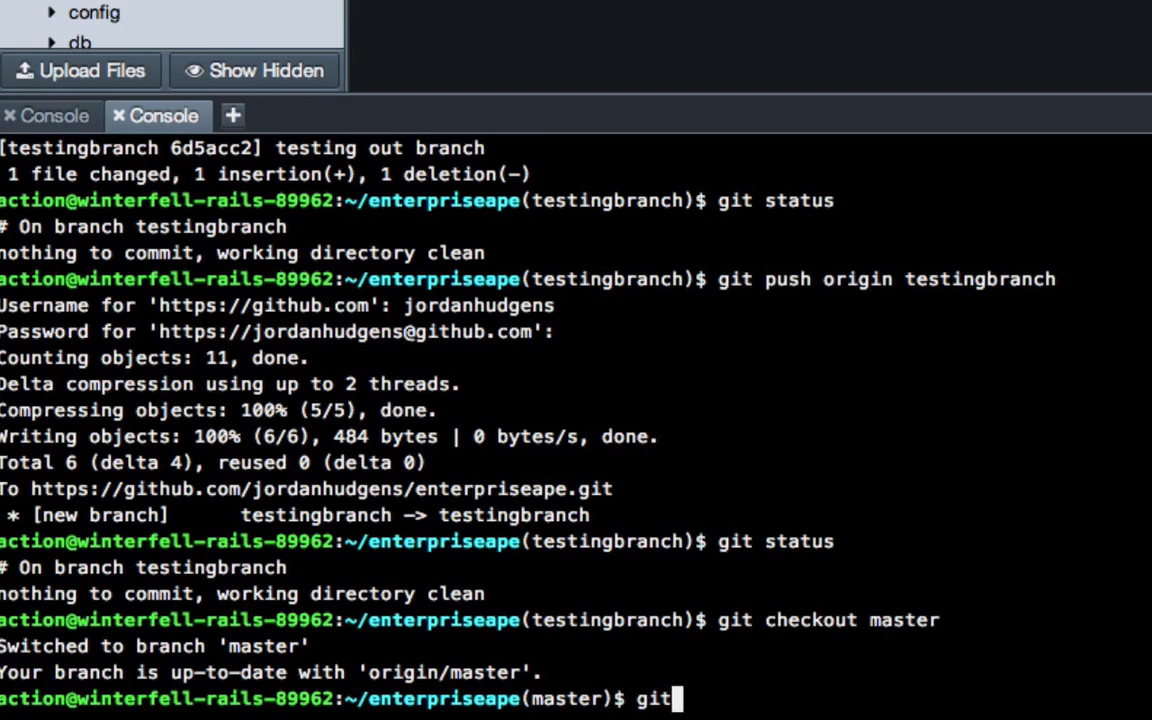 config
db
Upload Files Show Hidden
Console Console +
[testingbranch 6d5acc2] testing out branch
1 file changed, 1 insertion(+), 1 deletion(-)
action@winterfell-rails-89962:~/enterpriseape(testingbranch)$ git status
# On branch testingbranch
nothing to commit, working directory clean
action@winterfell-rails-89962:~/enterpriseape(testingbranch)$ git push origin testingbranch
Username for 'https://github.com': jordanhudgens
Password for 'https://jordanhudgens@github.com':
Counting objects: 11, done.
Delta compression using up to 2 threads.
Compressing objects: 100% (5/5), done.
Writing objects: 100% (6/6), 484 bytes | 0 bytes/s, done.
Total 6 (delta 4), reused 0 (delta 0)
To https://github.com/jordanhudgens/enterpriseape.git
* [new branch]      testingbranch -> testingbranch
action@winterfell-rails-89962:~/enterpriseape(testingbranch)$ git status
# On branch testingbranch
nothing to commit, working directory clean
action@winterfell-rails-89962:~/enterpriseape(testingbranch)$ git checkout master
Switched to branch 'master'
Your branch is up-to-date with 'origin/master'.
action@winterfell-rails-89962:~/enterpriseape(master)$ git